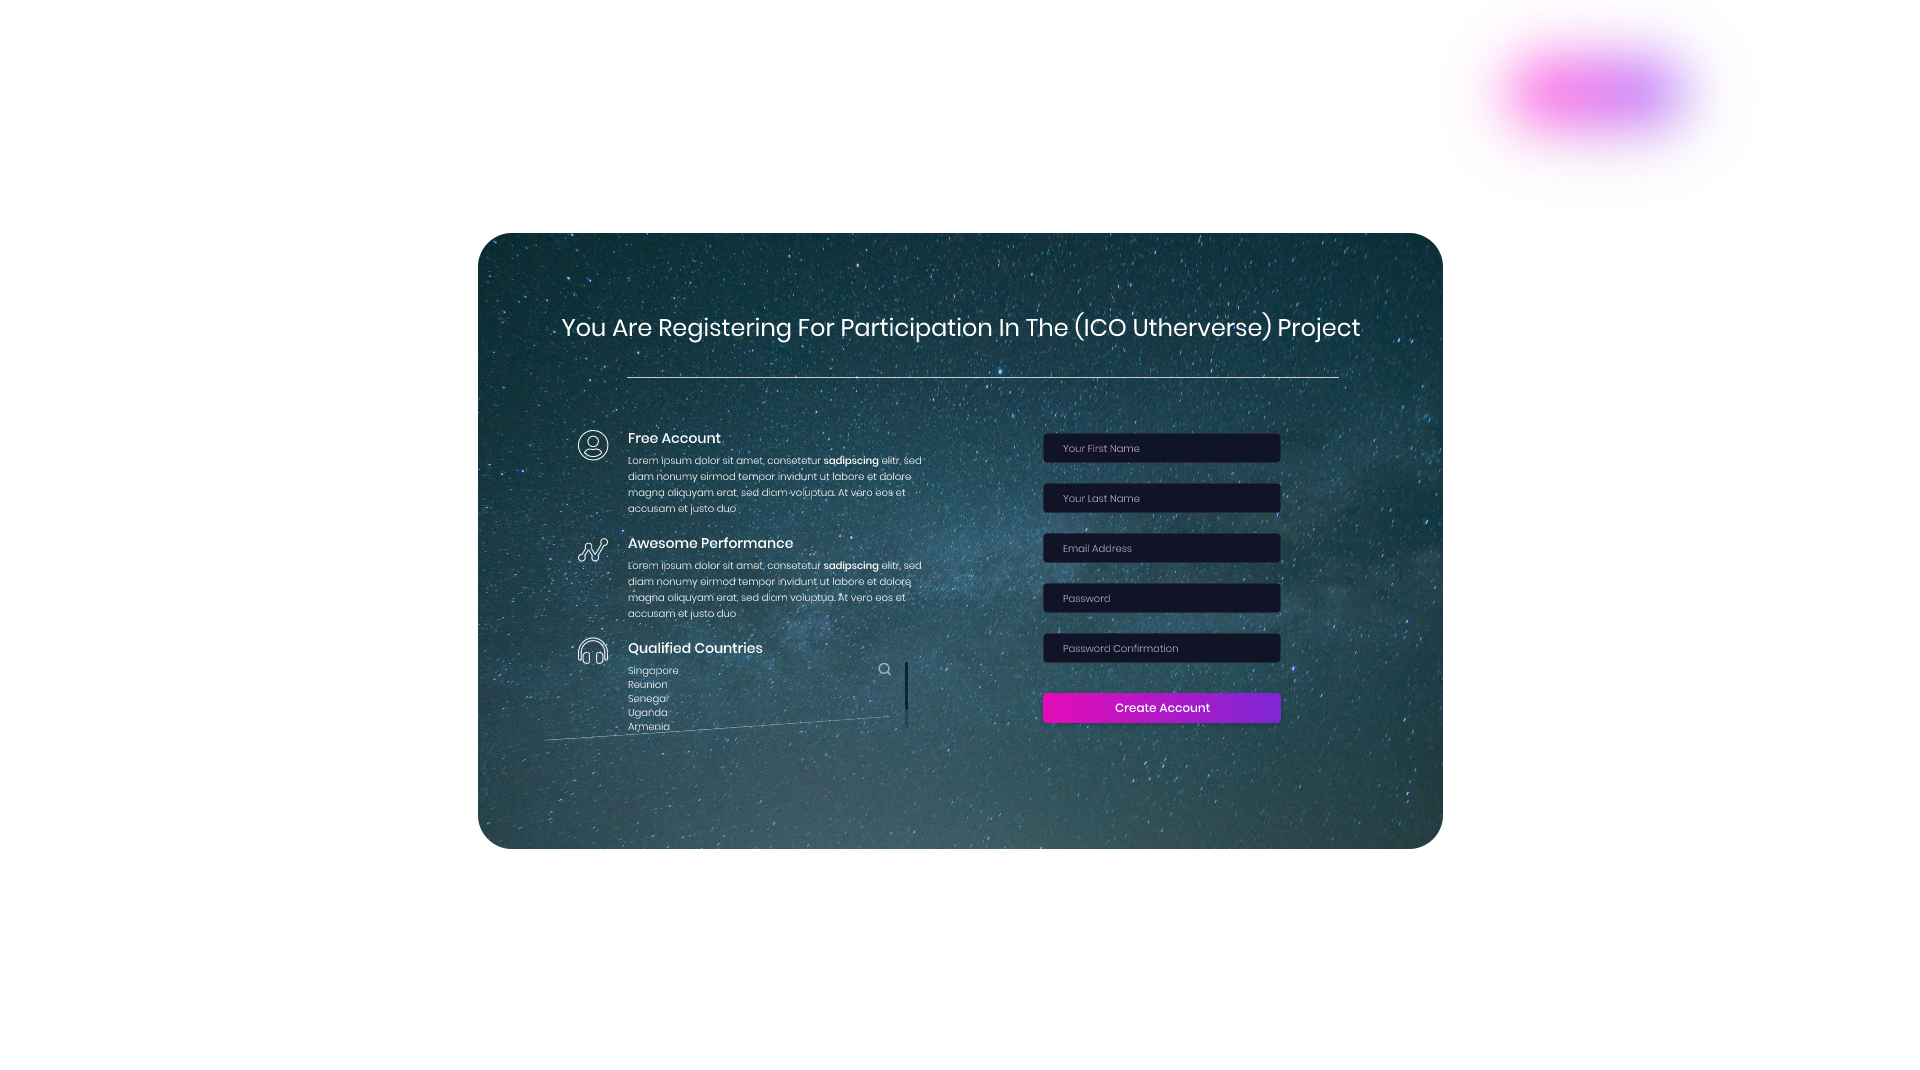 You Are Registering For Participation In The (ICO Utherverse) Project
Free Account
Lorem ipsum dolor sit amet, consetetur sadipscing elitr, sed
diam nonumy eirmod tempor invidunt ut labore et dolore
magna aliquyam erat, sed diam voluptua. At vero eos et
accusam et justo duo
Awesome Performance
Lorem ipsum dolor sit amet, consetetur sadipscing elitr, sed
diam nonumy eirmod tempor invidunt ut labore et dolore
magna aliquyam erat, sed diam voluptua. At vero eos et
accusam et justo duo
Qualified Countries
Singapore
Reunion
Senegal
Uganda
Armenia
Your First Name
Your Last Name
Email Address
Password
Password Confirmation
Create Account